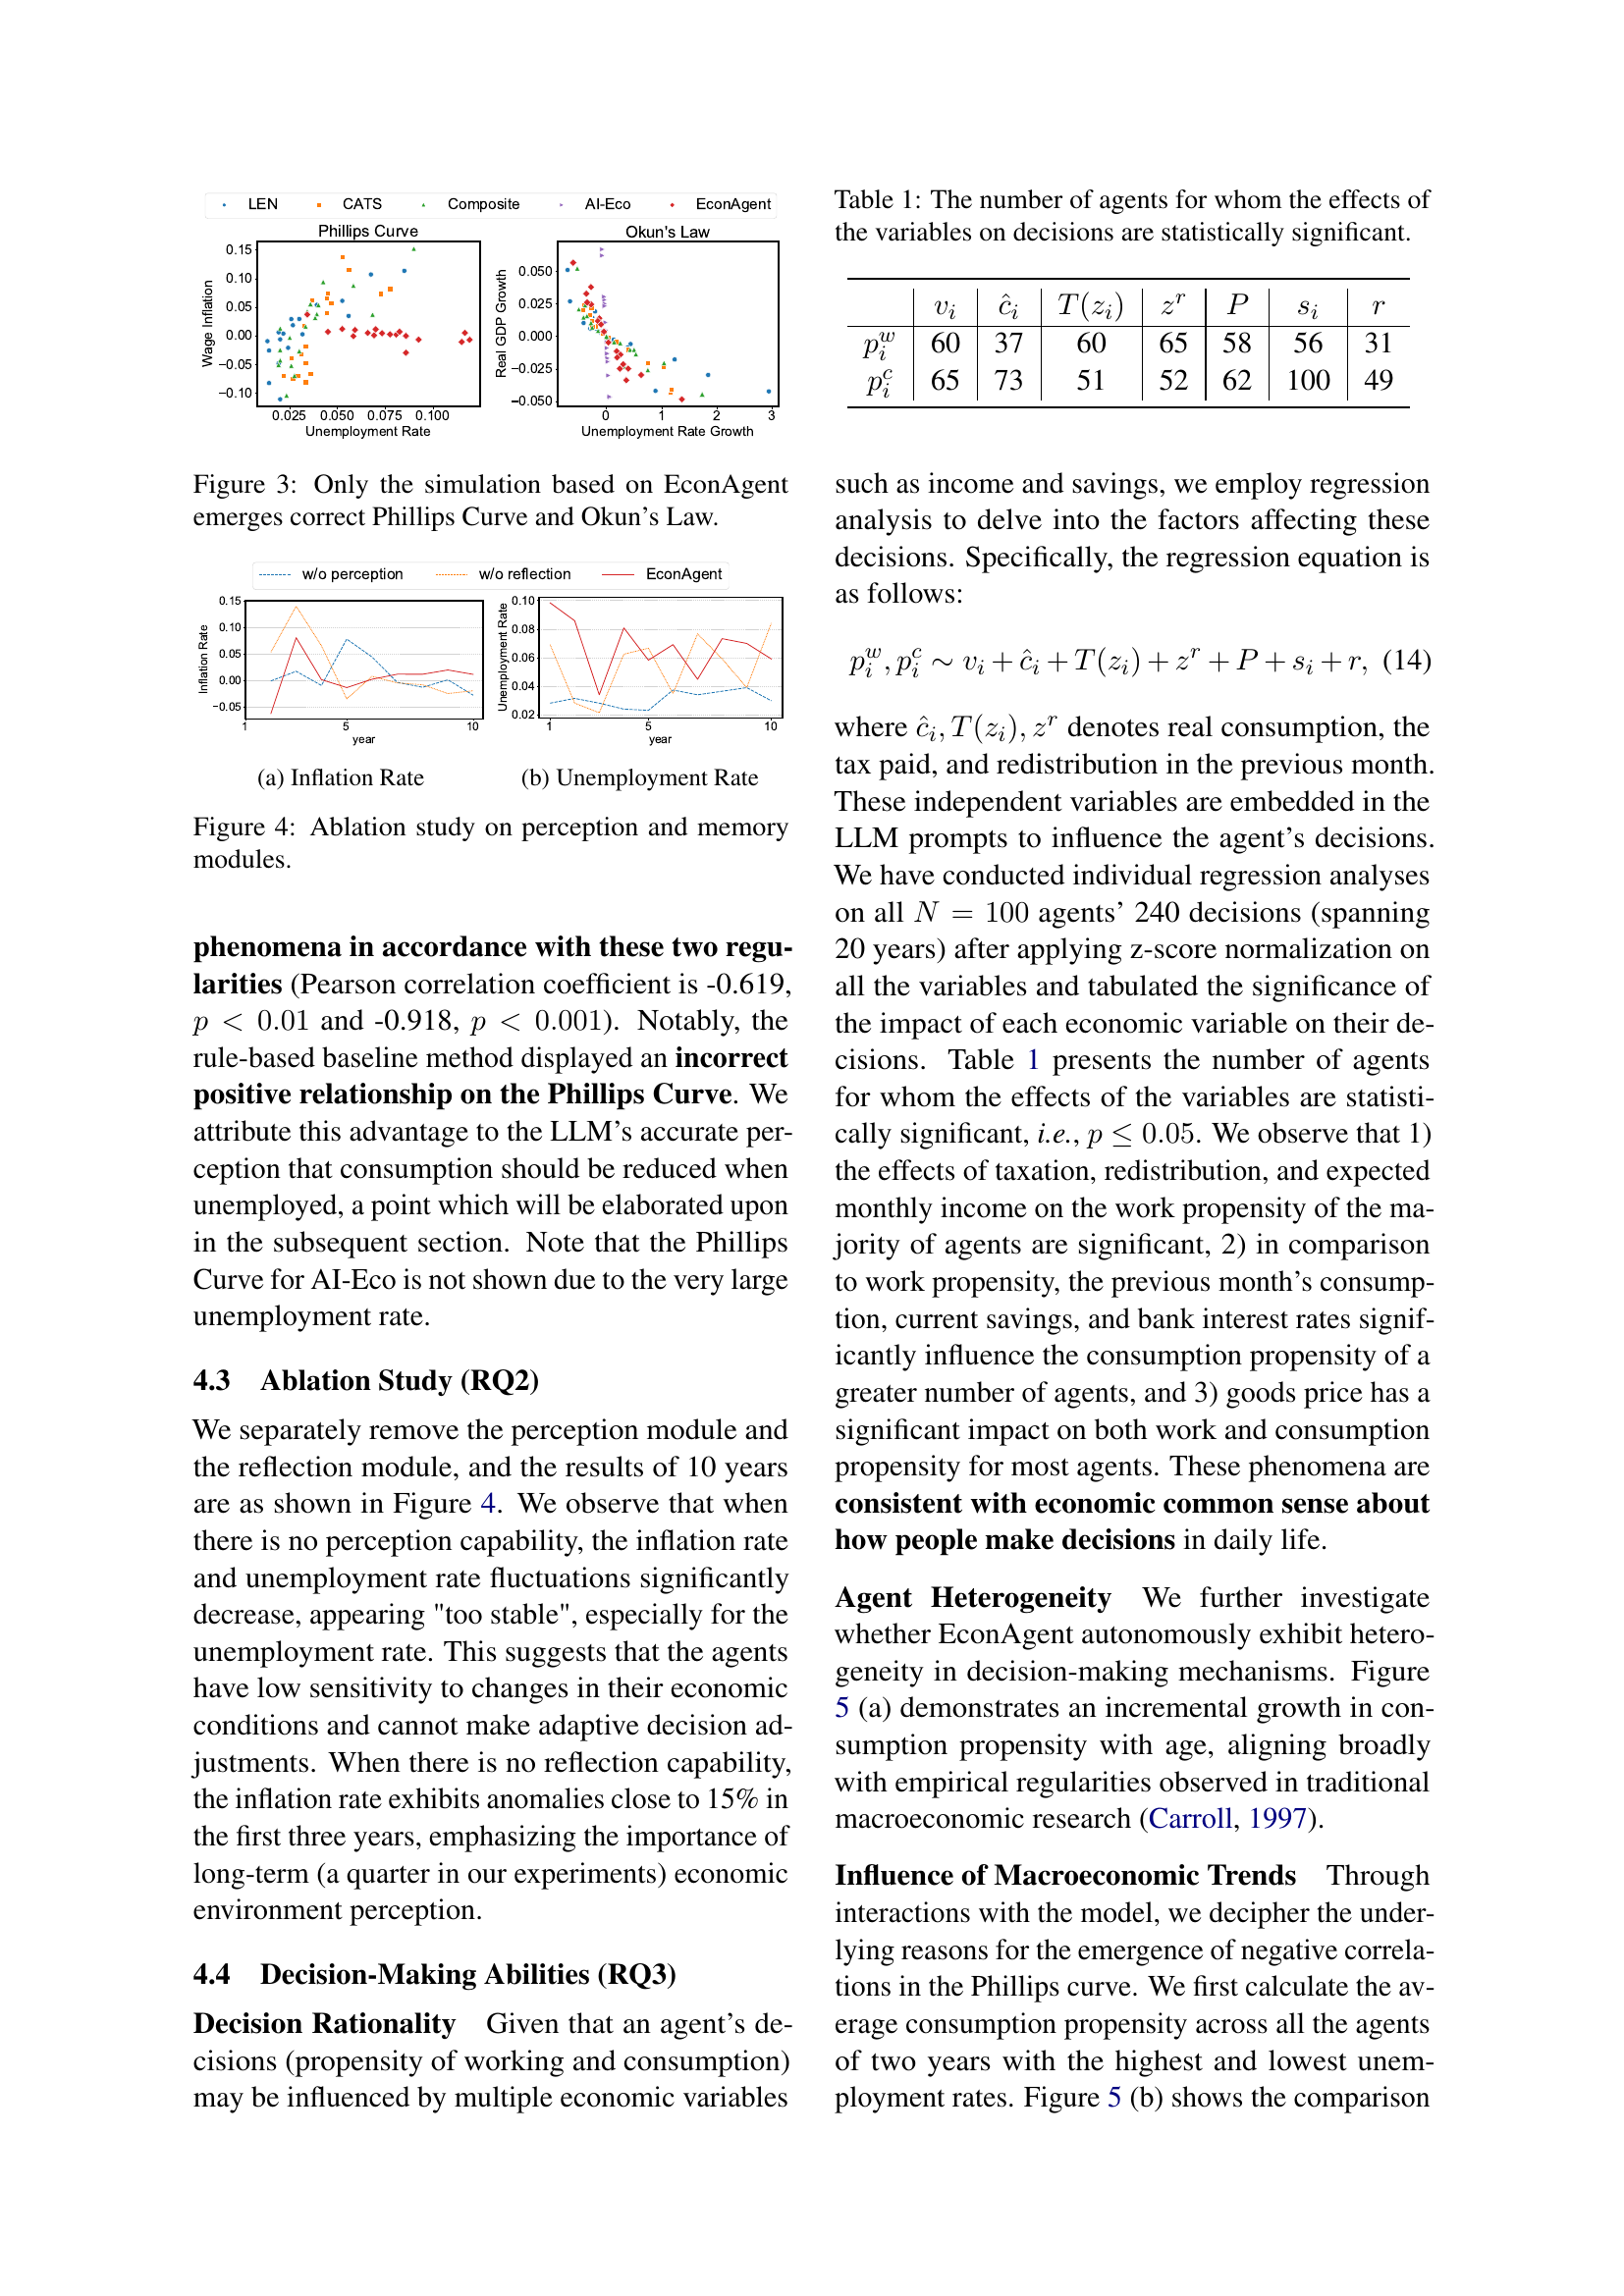 LEN CATS Composite AI-Eco EconAgent
Phillips Curve
0.15
0.10
0.05
0.00
−0.05
−0.10
Wage Inflation
0.025 0.050 0.075 0.100
Unemployment Rate
Okun's Law
0.050
0.025
0.000
−0.025
−0.050
Real GDP Growth
0 1 2 3
Unemployment Rate Growth
Figure 3: Only the simulation based on EconAgent
emerges correct Phillips Curve and Okun's Law.
w/o perception w/o reflection EconAgent
0.15
0.10
0.05
0.00
−0.05
Inflation Rate
1 5 10
year
0.10
0.08
0.06
0.04
0.02
Unemployment Rate
1 5 10
year
(a) Inflation Rate (b) Unemployment Rate
Figure 4: Ablation study on perception and memory
modules.
phenomena in accordance with these two regu-
larities (Pearson correlation coefficient is -0.619,
p < 0.01 and -0.918, p < 0.001). Notably, the
rule-based baseline method displayed an incorrect
positive relationship on the Phillips Curve. We
attribute this advantage to the LLM's accurate per-
ception that consumption should be reduced when
unemployed, a point which will be elaborated upon
in the subsequent section. Note that the Phillips
Curve for AI-Eco is not shown due to the very large
unemployment rate.
4.3 Ablation Study (RQ2)
We separately remove the perception module and
the reflection module, and the results of 10 years
are as shown in Figure 4. We observe that when
there is no perception capability, the inflation rate
and unemployment rate fluctuations significantly
decrease, appearing "too stable", especially for the
unemployment rate. This suggests that the agents
have low sensitivity to changes in their economic
conditions and cannot make adaptive decision ad-
justments. When there is no reflection capability,
the inflation rate exhibits anomalies close to 15% in
the first three years, emphasizing the importance of
long-term (a quarter in our experiments) economic
environment perception.
4.4 Decision-Making Abilities (RQ3)
Decision Rationality Given that an agent's de-
cisions (propensity of working and consumption)
may be influenced by multiple economic variables
Table 1: The number of agents for whom the effects of
the variables on decisions are statistically significant.
v_i ĉ_i T(z_i) z^r P s_i r
p_i^w 60 37 60 65 58 56 31
p_i^c 65 73 51 52 62 100 49
such as income and savings, we employ regression
analysis to delve into the factors affecting these
decisions. Specifically, the regression equation is
as follows:
p_i^w, p_i^c ∼ v_i + ĉ_i + T(z_i) + z^r + P + s_i + r, (14)
where ĉ_i, T(z_i), z^r denotes real consumption, the
tax paid, and redistribution in the previous month.
These independent variables are embedded in the
LLM prompts to influence the agent's decisions.
We have conducted individual regression analyses
on all N = 100 agents' 240 decisions (spanning
20 years) after applying z-score normalization on
all the variables and tabulated the significance of
the impact of each economic variable on their de-
cisions. Table 1 presents the number of agents
for whom the effects of the variables are statisti-
cally significant, i.e., p ≤ 0.05. We observe that 1)
the effects of taxation, redistribution, and expected
monthly income on the work propensity of the ma-
jority of agents are significant, 2) in comparison
to work propensity, the previous month's consump-
tion, current savings, and bank interest rates signif-
icantly influence the consumption propensity of a
greater number of agents, and 3) goods price has a
significant impact on both work and consumption
propensity for most agents. These phenomena are
consistent with economic common sense about
how people make decisions in daily life.
Agent Heterogeneity We further investigate
whether EconAgent autonomously exhibit hetero-
geneity in decision-making mechanisms. Figure
5 (a) demonstrates an incremental growth in con-
sumption propensity with age, aligning broadly
with empirical regularities observed in traditional
macroeconomic research (Carroll, 1997).
Influence of Macroeconomic Trends Through
interactions with the model, we decipher the under-
lying reasons for the emergence of negative correla-
tions in the Phillips curve. We first calculate the av-
erage consumption propensity across all the agents
of two years with the highest and lowest unem-
ployment rates. Figure 5 (b) shows the comparison